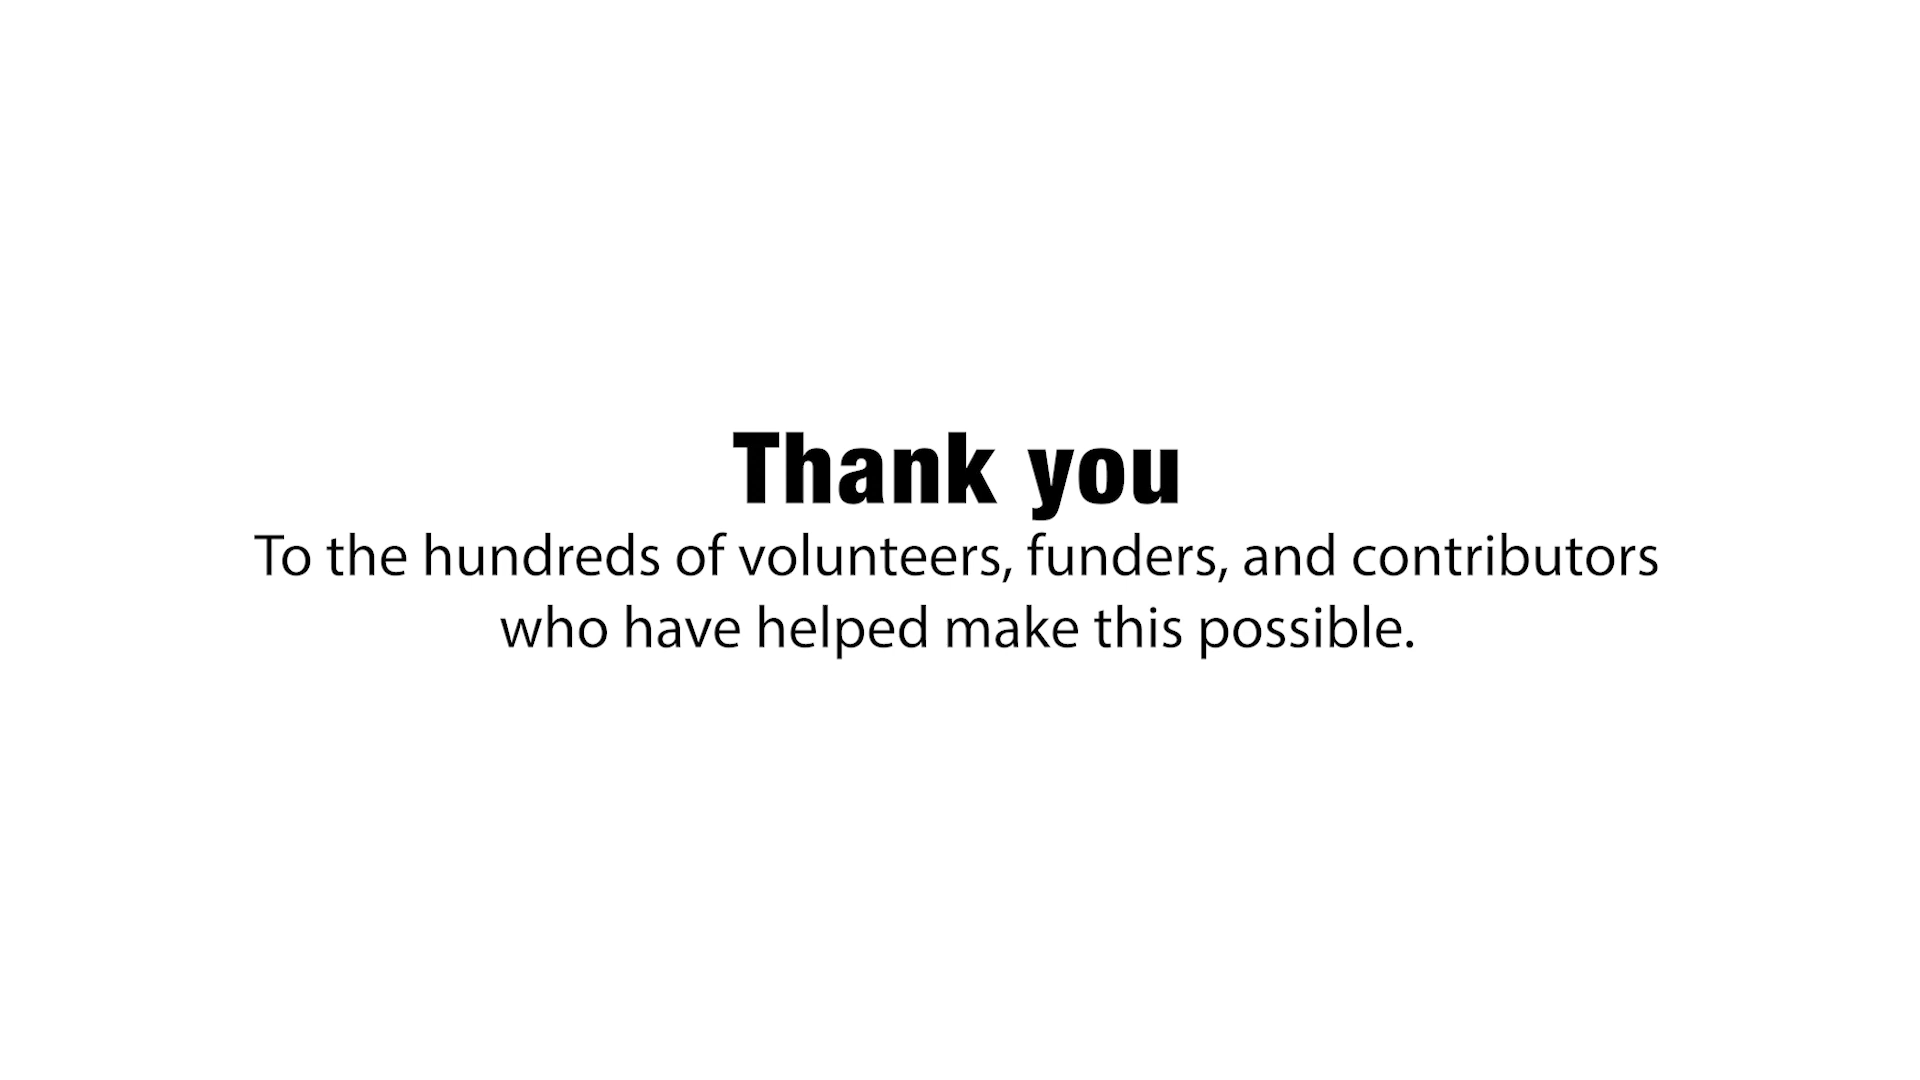 Thank you
To the hundreds of volunteers, funders, and contributors
who have helped make this possible.